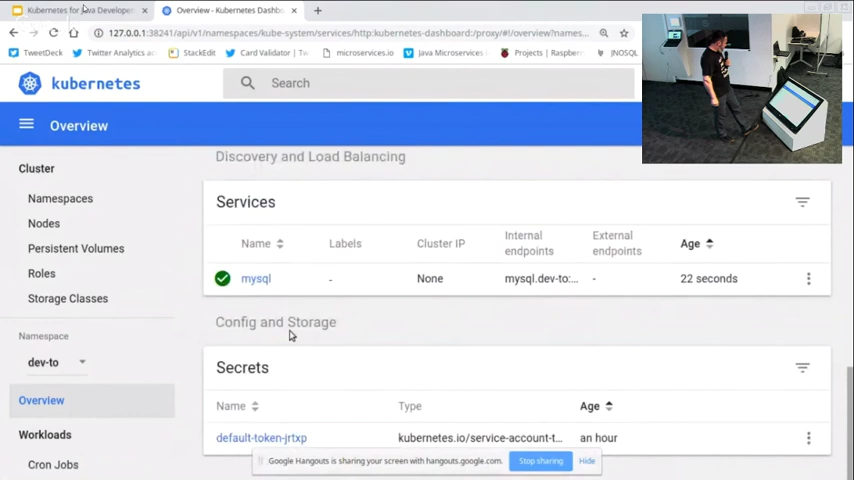 Kubernetes for Java Developer
Overview - Kubernetes Dashbo
127.0.0.1:38241/api/v1/namespaces/kube-system/services/http:kubernetes-dashboard:/proxy/#!/overview?names...
TweetDeck
Twitter Analytics ac
StackEdit
Card Validator | Tw
microservices.io
Java Microservices
Projects | Raspberr
JNOSQL
kubernetes
Search
Overview
Cluster
Namespaces
Nodes
Persistent Volumes
Roles
Storage Classes
Namespace
dev-to
Overview
Workloads
Cron Jobs
Discovery and Load Balancing
Services
Name
Labels
Cluster IP
Internal endpoints
External endpoints
Age
mysql
-
None
mysql.dev-to:...
-
22 seconds
Config and Storage
Secrets
Name
Type
Age
default-token-jrtxp
kubernetes.io/service-account-t...
an hour
Google Hangouts is sharing your screen with hangouts.google.com.
Stop sharing
Hide